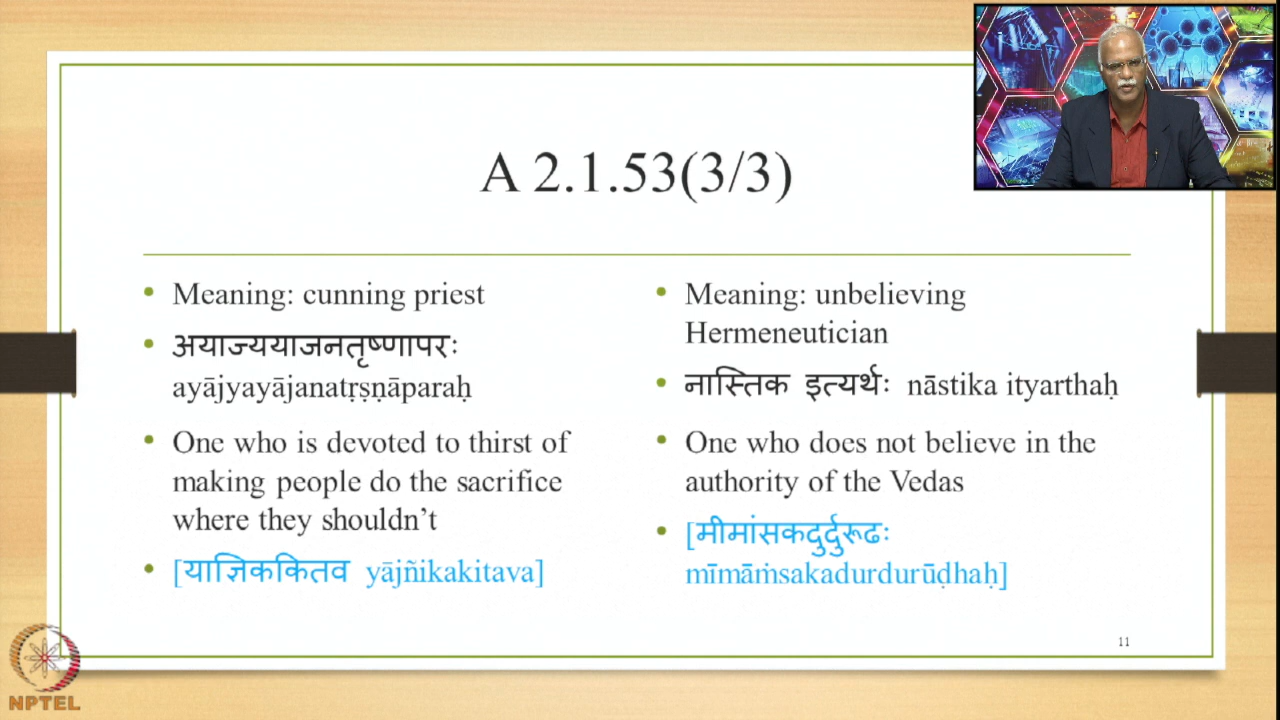 A 2.1.53(3/3)
Meaning: cunning priest
अयाज्ययाजनतृष्णापरः
ayājyayājanatṛṣṇāparaḥ
One who is devoted to thirst of
making people do the sacrifice
where they shouldn’t
[याज्ञिककितव yājñikakitava]
Meaning: unbelieving
Hermeneutician
नास्तिक इत्यर्थः nāstika ityarthaḥ
One who does not believe in the
authority of the Vedas
[मीमांसकदुर्दुरूढः
mīmāṁsakadurdurūḍhaḥ]
11
NPTEL